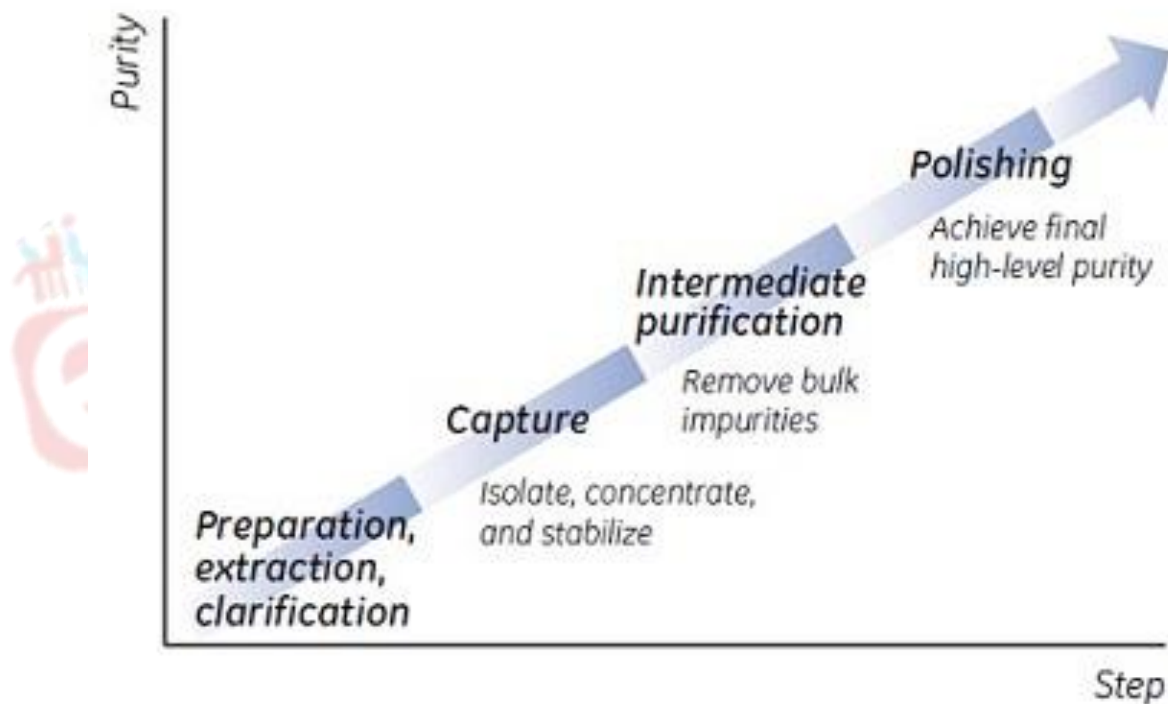 Purity
Polishing
Achieve final
high-level purity
Intermediate
purification
Remove bulk
impurities
Capture
Isolate, concentrate,
and stabilize
Preparation,
extraction,
clarification
Step